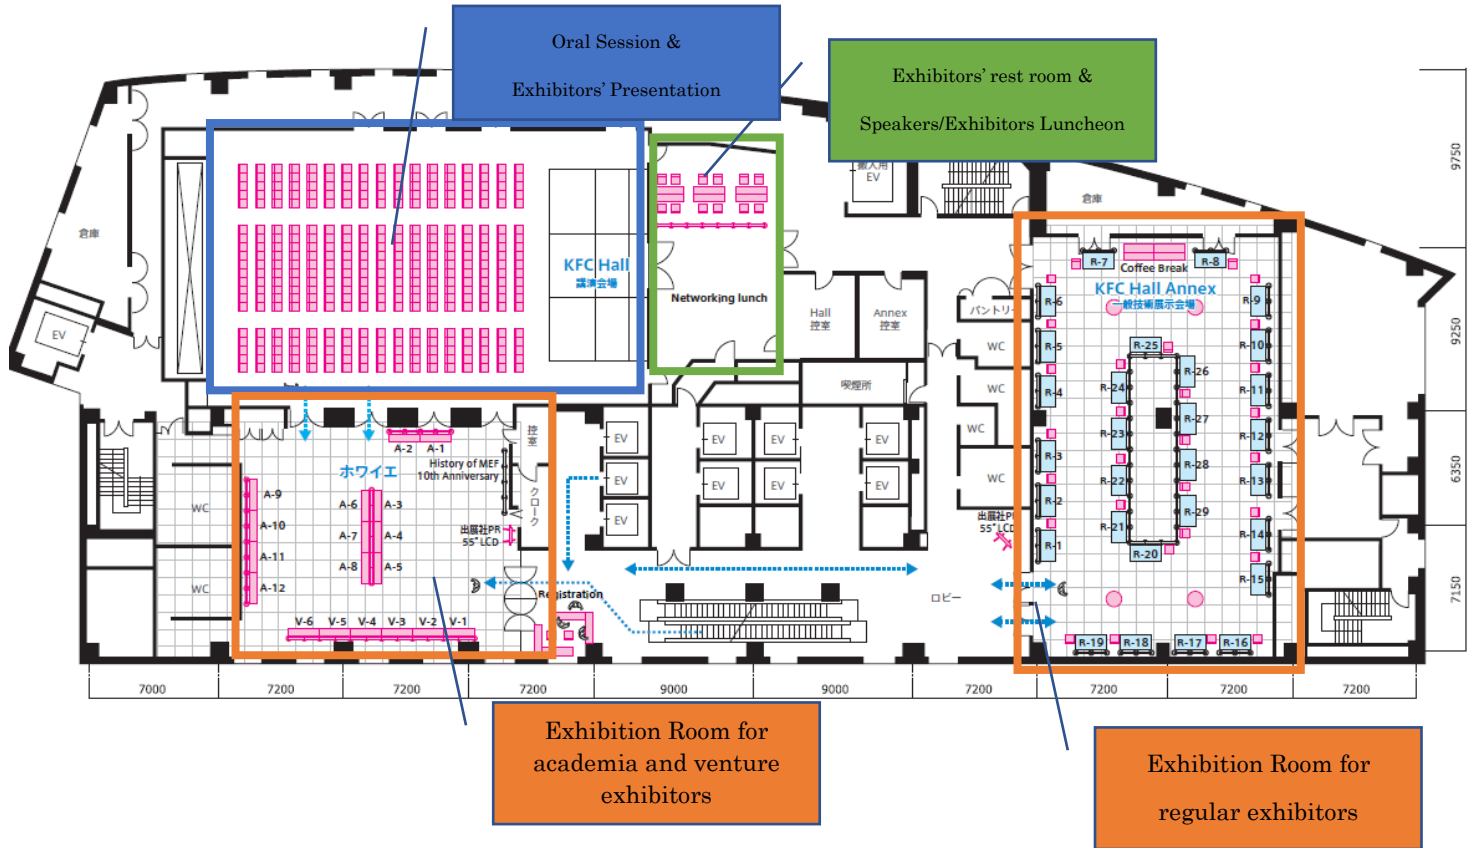 Oral Session &
Exhibitors' Presentation
Exhibitors' rest room &
Speakers/Exhibitors Luncheon
搬入用
EV
倉庫
倉庫
EV
KFC Hall
講演会場
Networking lunch
Hall
控室
Annex
控室
パントリー
WC
WC
WC
WC
喫煙所
R-7
R-8
Coffee Break
KFC Hall Annex
一般技術展示会場
R-6
R-5
R-4
R-3
R-2
R-1
R-9
R-10
R-11
R-12
R-13
R-14
R-15
R-25
R-24
R-23
R-22
R-21
R-20
R-26
R-27
R-28
R-29
R-19
R-18
R-17
R-16
9750
9250
6350
7150
A-2
A-1
ホワイエ
History of MEF
10th Anniversary
控室
クローク
出展社PR
55" LCD
A-9
A-10
A-11
A-12
A-6
A-3
A-7
A-4
A-8
A-5
V-6
V-5
V-4
V-3
V-2
V-1
WC
WC
EV
EV
EV
EV
EV
EV
EV
EV
EV
Registration
出展社PR
55" LCD
ロビー
7000
7200
7200
7200
9000
9000
7200
7200
7200
7200
Exhibition Room for
academia and venture
exhibitors
Exhibition Room for
regular exhibitors